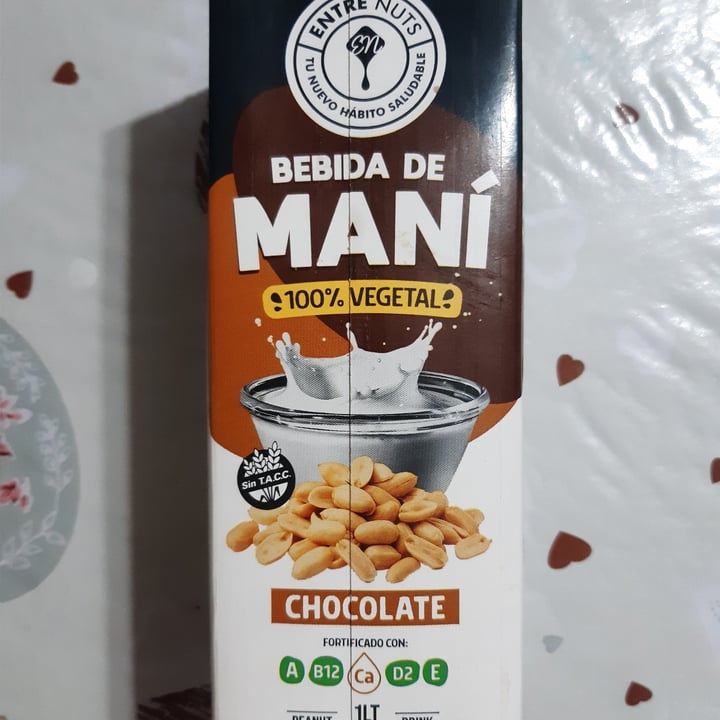 ENTRE NUTS
EN
TU NUEVO HÁBITO SALUDABLE
BEBIDA DE
MANÍ
100% VEGETAL
Sin T.A.C.C.
CHOCOLATE
FORTIFICADO CON:
A B12 Ca D2 E
PEANUT 1LT DRINK